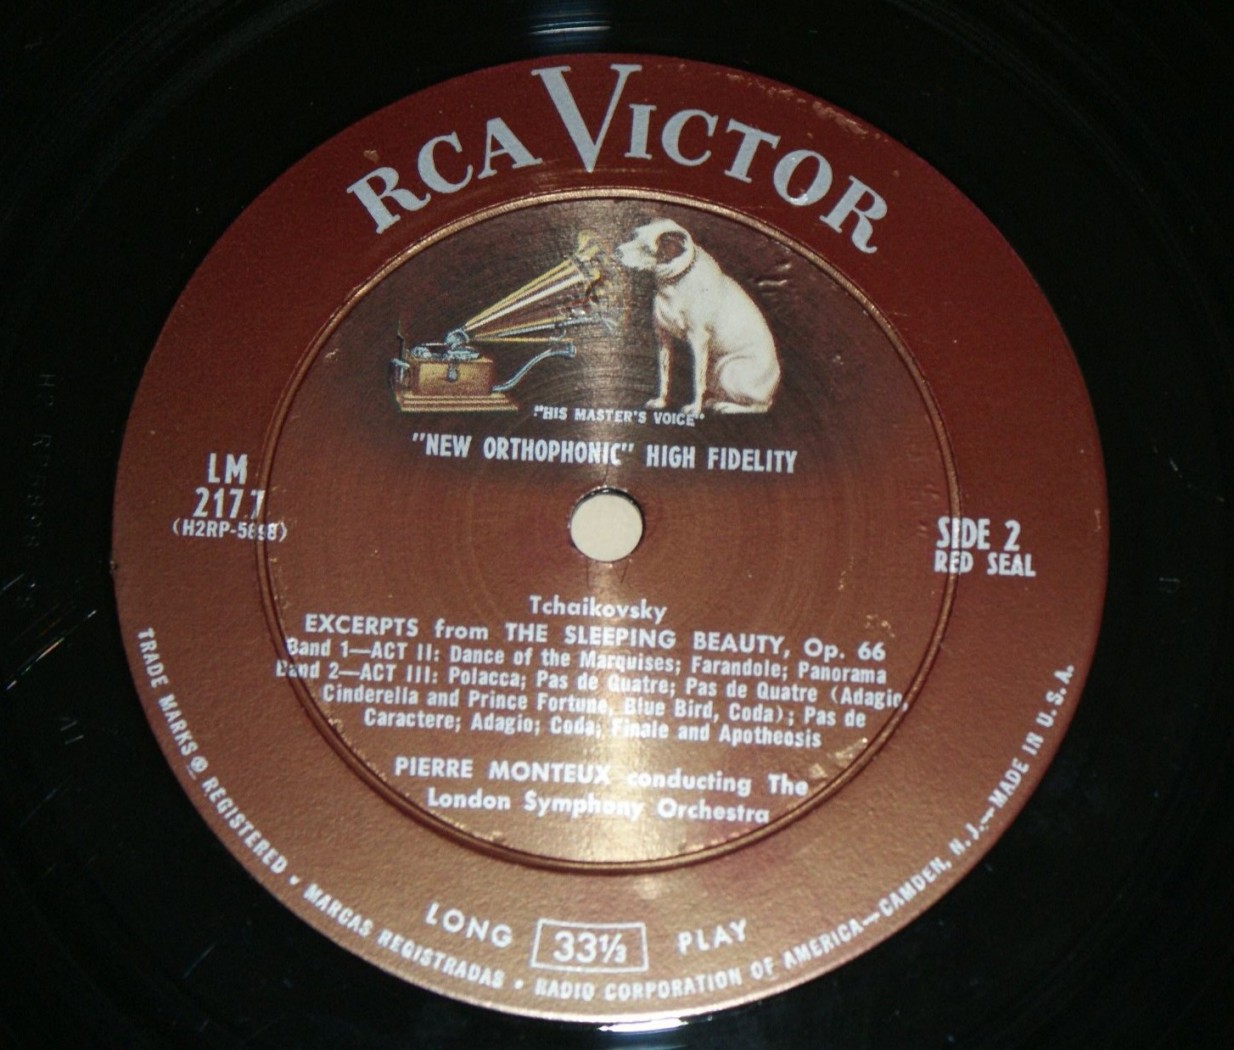 RCA VICTOR
"HIS MASTER'S VOICE"
"NEW ORTHOPHONIC" HIGH FIDELITY
LM
2177
(H2RP-5898)
SIDE 2
RED SEAL
Tchaikovsky
EXCERPTS from THE SLEEPING BEAUTY, Op. 66
Band 1—ACT II: Dance of the Marquises; Farandole; Panorama
Band 2—ACT III: Polacca; Pas de Quatre; Pas de Quatre (Adagio,
Cinderella and Prince Fortune, Blue Bird, Coda); Pas de
Caractere; Adagio; Coda; Finale and Apotheosis
PIERRE MONTEUX conducting The
London Symphony Orchestra
LONG 33⅓ PLAY
TRADE MARKS ® REGISTERED • MARCAS REGISTRADAS • RADIO CORPORATION OF AMERICA—CAMDEN, N. J.—MADE IN U. S. A.